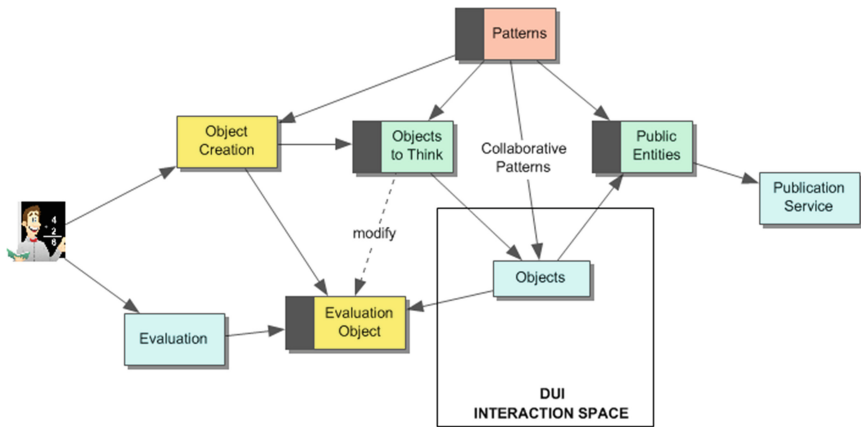 Patterns
Object
Creation
Objects
to Think
Collaborative
Patterns
Public
Entities
Publication
Service
4
2
6
modify
Objects
Evaluation
Evaluation
Object
DUI
INTERACTION SPACE